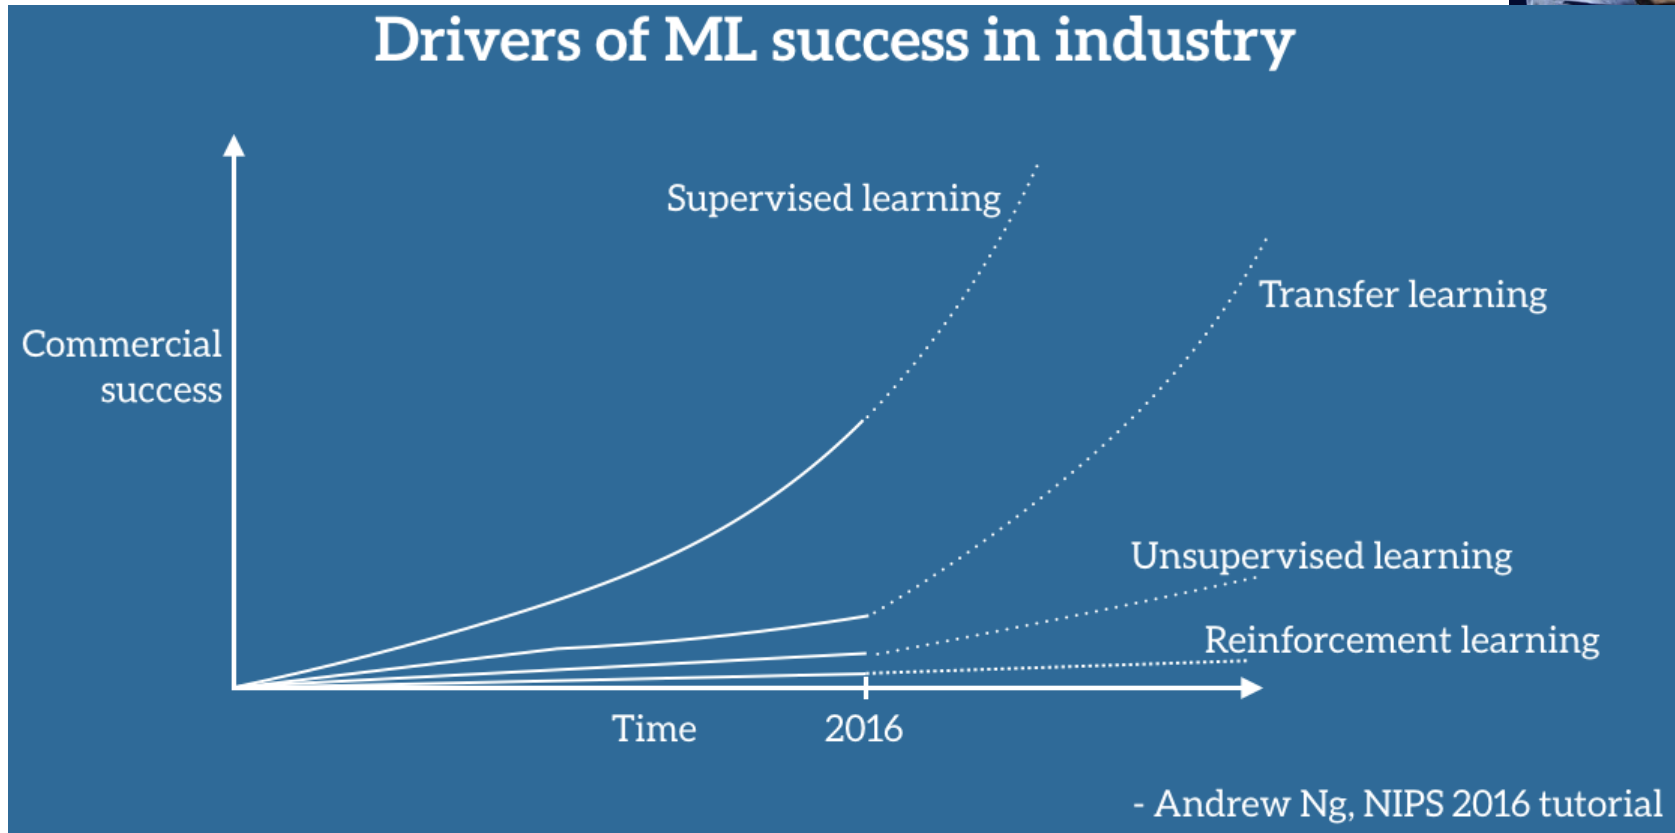 Drivers of ML success in industry
Supervised learning
Transfer learning
Commercial
success
Unsupervised learning
Reinforcement learning
Time
2016
- Andrew Ng, NIPS 2016 tutorial